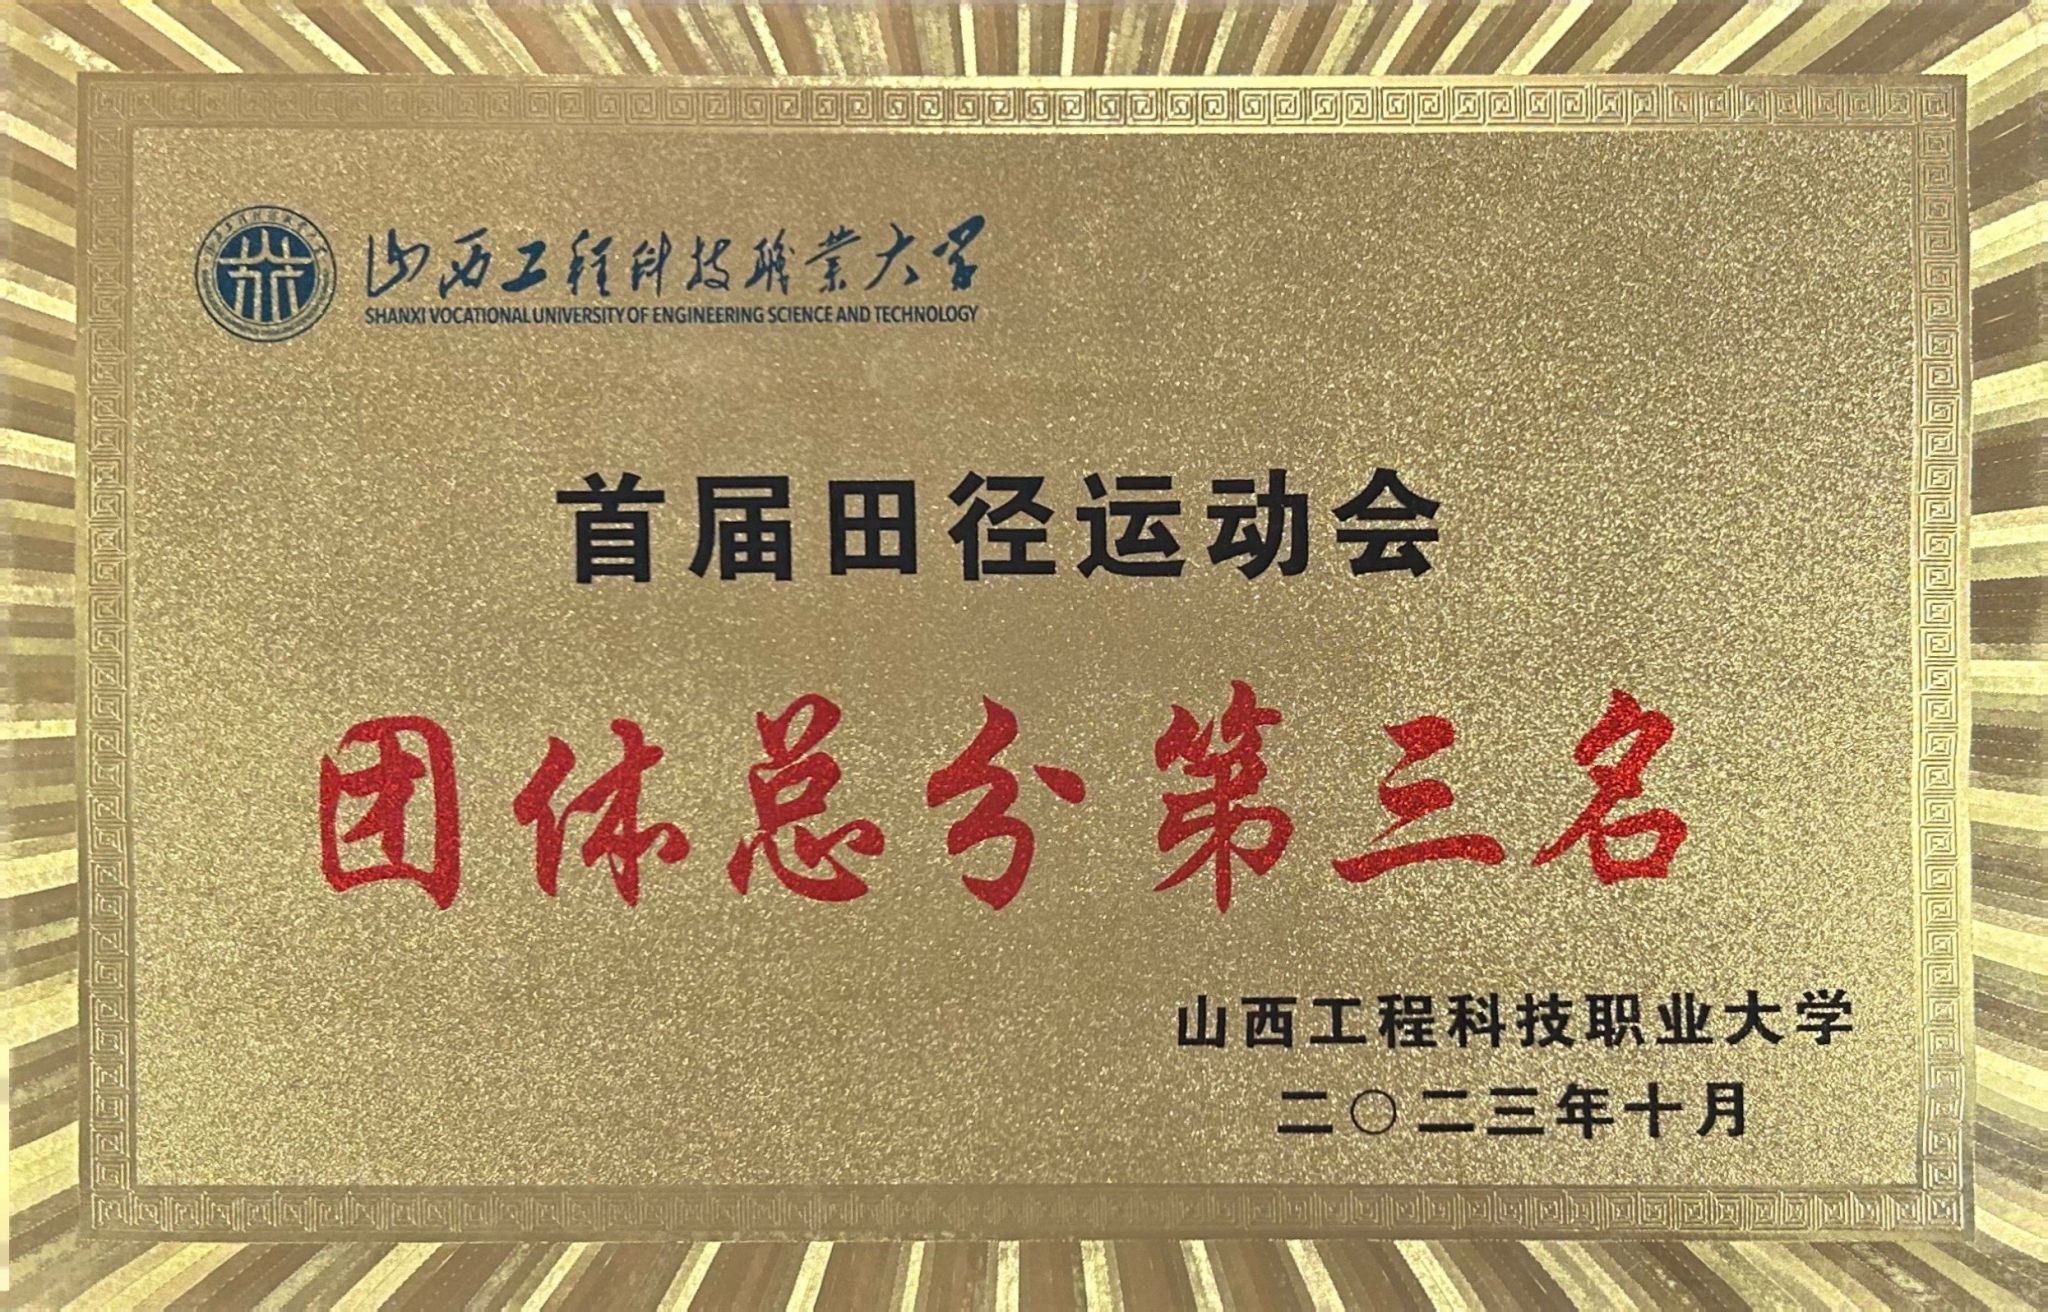 山西工程科技職業大学
SHANXI VOCATIONAL UNIVERSITY OF ENGINEERING SCIENCE AND TECHNOLOGY
首届田径运动会
团体总分第三名
山西工程科技职业大学
二〇二三年十月